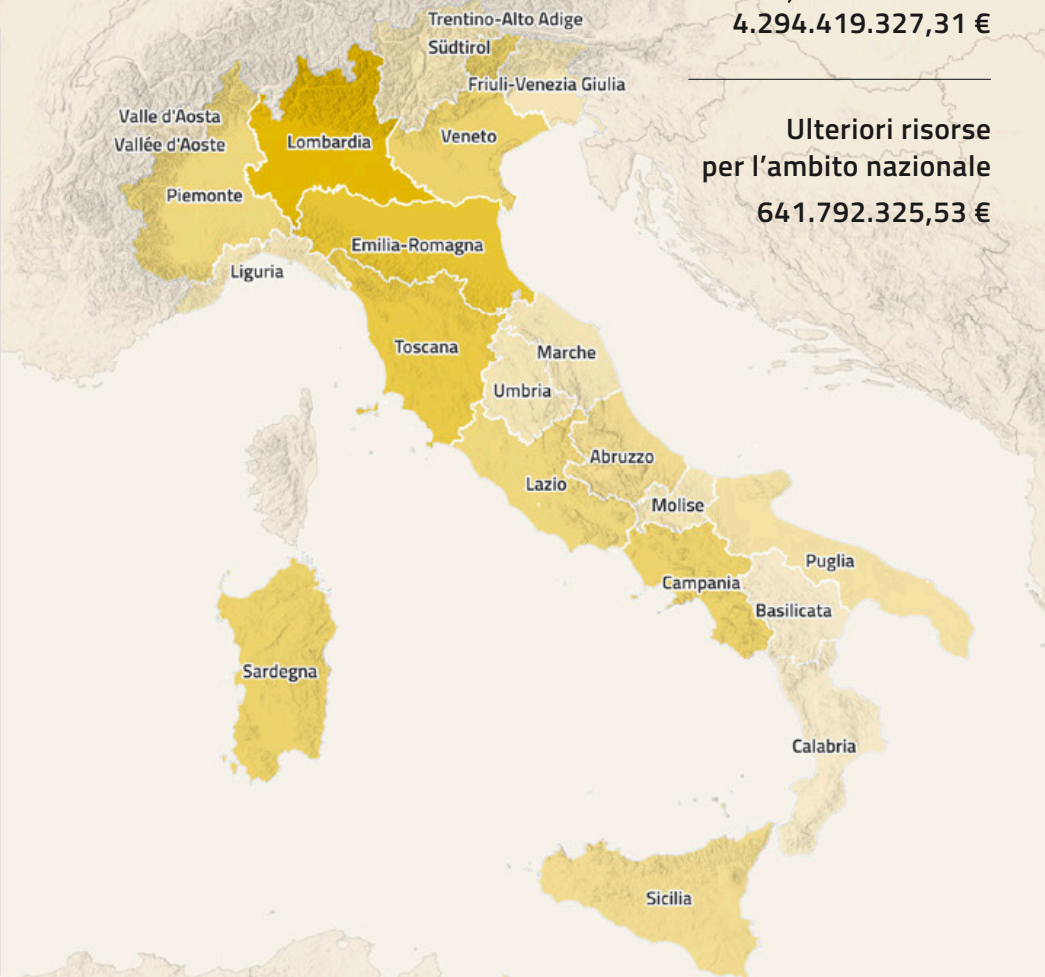 4.294.419.327,31 €
Ulteriori risorse
per l'ambito nazionale
641.792.325,53 €
Trentino-Alto Adige
Südtirol
Friuli-Venezia Giulia
Valle d'Aosta
Vallée d'Aoste
Lombardia
Veneto
Piemonte
Emilia-Romagna
Liguria
Toscana
Marche
Umbria
Abruzzo
Lazio
Molise
Puglia
Campania
Basilicata
Sardegna
Calabria
Sicilia